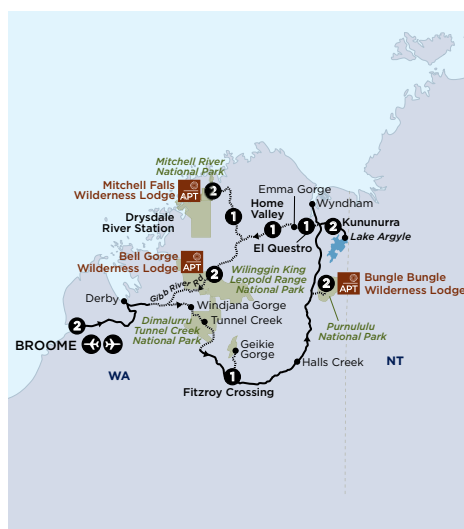 Mitchell River
National Park
Mitchell Falls
Wilderness Lodge
APT
2
Drysdale
River Station
1
Emma Gorge
Home
Valley
1
1
Wyndham
2
Kununurra
El Questro
Lake Argyle
Bell Gorge
Wilderness Lodge
APT
2
Gibb River Rd
Wilinggin King
Leopold Range
National Park
2
APT
Bungle Bungle
Wilderness Lodge
Derby
Windjana Gorge
Tunnel Creek
Dimalurru
Tunnel Creek
National Park
Purnululu
National Park
2
BROOME
Geikie
Gorge
Halls Creek
WA
NT
1
Fitzroy Crossing